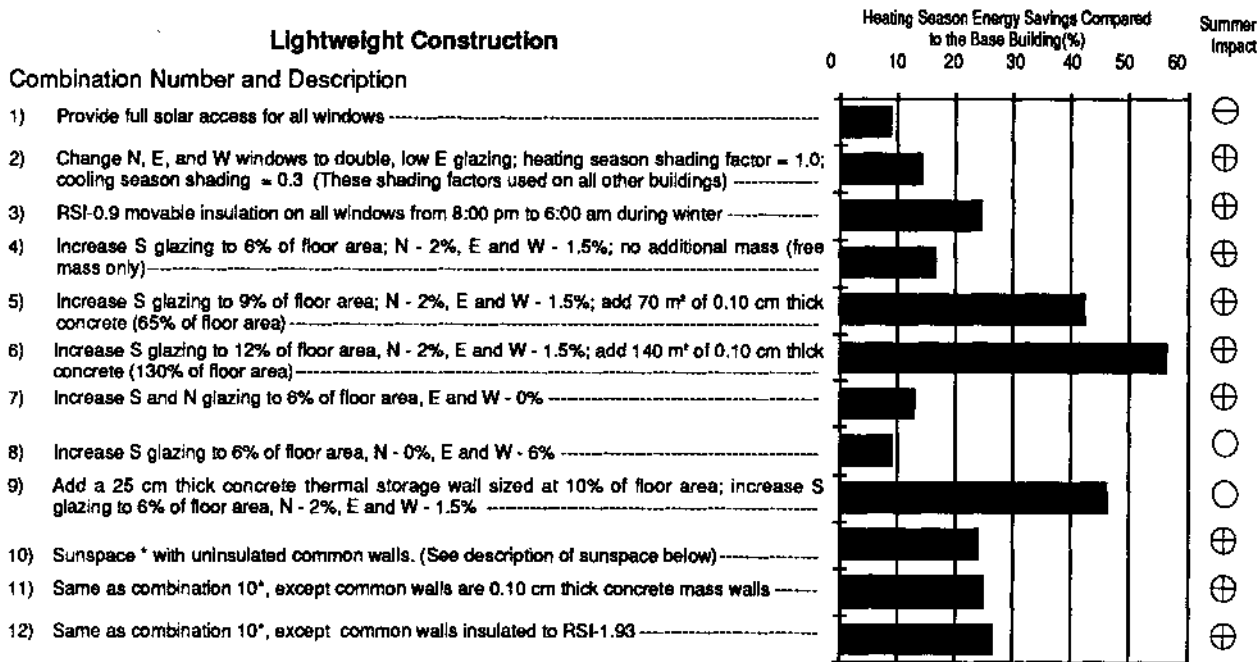 Lightweight Construction
Heating Season Energy Savings Compared
to the Base Building(%)
Summer
Impact
0 10 20 30 40 50 60
Combination Number and Description
1) Provide full solar access for all windows
2) Change N, E, and W windows to double, low E glazing; heating season shading factor = 1.0;
cooling season shading = 0.3 (These shading factors used on all other buildings)
3) RSI-0.9 movable insulation on all windows from 8:00 pm to 6:00 am during winter
4) Increase S glazing to 6% of floor area; N - 2%, E and W - 1.5%; no additional mass (free
mass only)
5) Increase S glazing to 9% of floor area; N - 2%, E and W - 1.5%; add 70 m² of 0.10 cm thick
concrete (65% of floor area)
6) Increase S glazing to 12% of floor area, N - 2%, E and W - 1.5%; add 140 m² of 0.10 cm thick
concrete (130% of floor area)
7) Increase S and N glazing to 6% of floor area, E and W - 0%
8) Increase S glazing to 6% of floor area, N - 0%, E and W - 6%
9) Add a 25 cm thick concrete thermal storage wall sized at 10% of floor area; increase S
glazing to 6% of floor area, N - 2%, E and W - 1.5%
10) Sunspace * with uninsulated common walls. (See description of sunspace below)
11) Same as combination 10*, except common walls are 0.10 cm thick concrete mass walls
12) Same as combination 10*, except common walls insulated to RSI-1.93